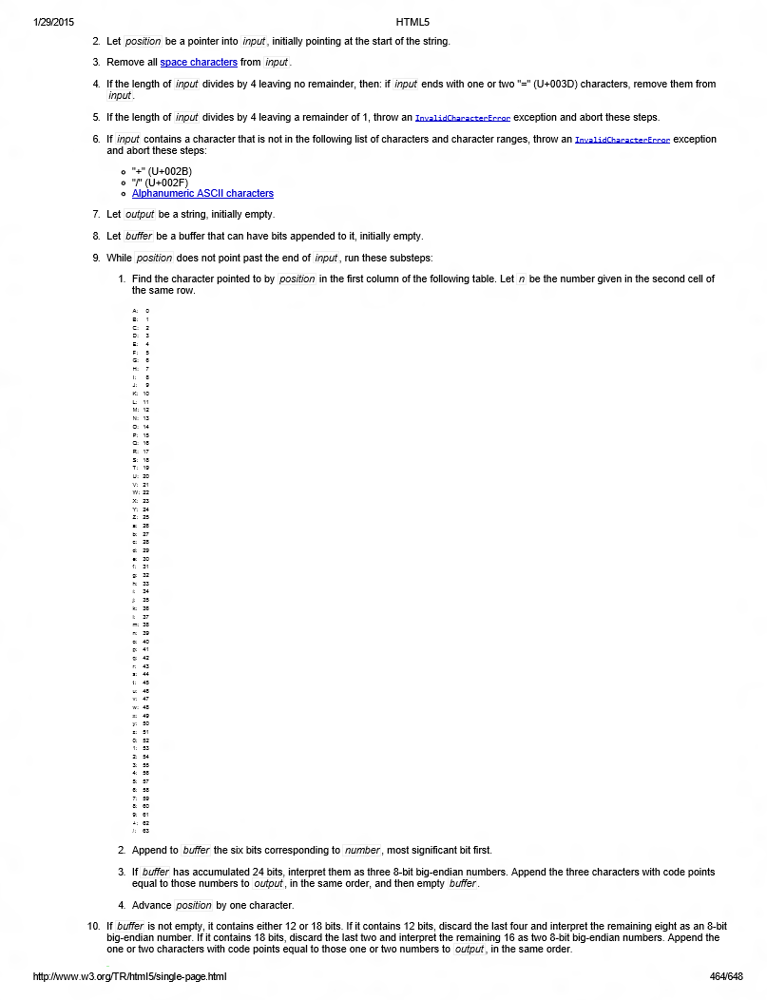 1/29/2015 HTML5
2. Let position be a pointer into input, initially pointing at the start of the string.
3. Remove all space characters from input.
4. If the length of input divides by 4 leaving no remainder, then: if input ends with one or two "=" (U+003D) characters, remove them from
input.
5. If the length of input divides by 4 leaving a remainder of 1, throw an InvalidCharacterError exception and abort these steps.
6. If input contains a character that is not in the following list of characters and character ranges, throw an InvalidCharacterError exception
and abort these steps:
"+" (U+002B)
"/" (U+002F)
Alphanumeric ASCII characters
7. Let output be a string, initially empty.
8. Let buffer be a buffer that can have bits appended to it, initially empty.
9. While position does not point past the end of input, run these substeps:
1. Find the character pointed to by position in the first column of the following table. Let n be the number given in the second cell of
the same row.
A: 0
B: 1
C: 2
D: 3
E: 4
F: 5
G: 6
H: 7
I: 8
J: 9
K: 10
L: 11
M: 12
N: 13
O: 14
P: 15
Q: 16
R: 17
S: 18
T: 19
U: 20
V: 21
W: 22
X: 23
Y: 24
Z: 25
a: 26
b: 27
c: 28
d: 29
e: 30
f: 31
g: 32
h: 33
i: 34
j: 35
k: 36
l: 37
m: 38
n: 39
o: 40
p: 41
q: 42
r: 43
s: 44
t: 45
u: 46
v: 47
w: 48
x: 49
y: 50
z: 51
0: 52
1: 53
2: 54
3: 55
4: 56
5: 57
6: 58
7: 59
8: 60
9: 61
+: 62
/: 63
2. Append to buffer the six bits corresponding to number, most significant bit first.
3. If buffer has accumulated 24 bits, interpret them as three 8-bit big-endian numbers. Append the three characters with code points
equal to those numbers to output, in the same order, and then empty buffer.
4. Advance position by one character.
10. If buffer is not empty, it contains either 12 or 18 bits. If it contains 12 bits, discard the last four and interpret the remaining eight as an 8-bit
big-endian number. If it contains 18 bits, discard the last two and interpret the remaining 16 as two 8-bit big-endian numbers. Append the
one or two characters with code points equal to those one or two numbers to output, in the same order.
http://www.w3.org/TR/html5/single-page.html 464/648